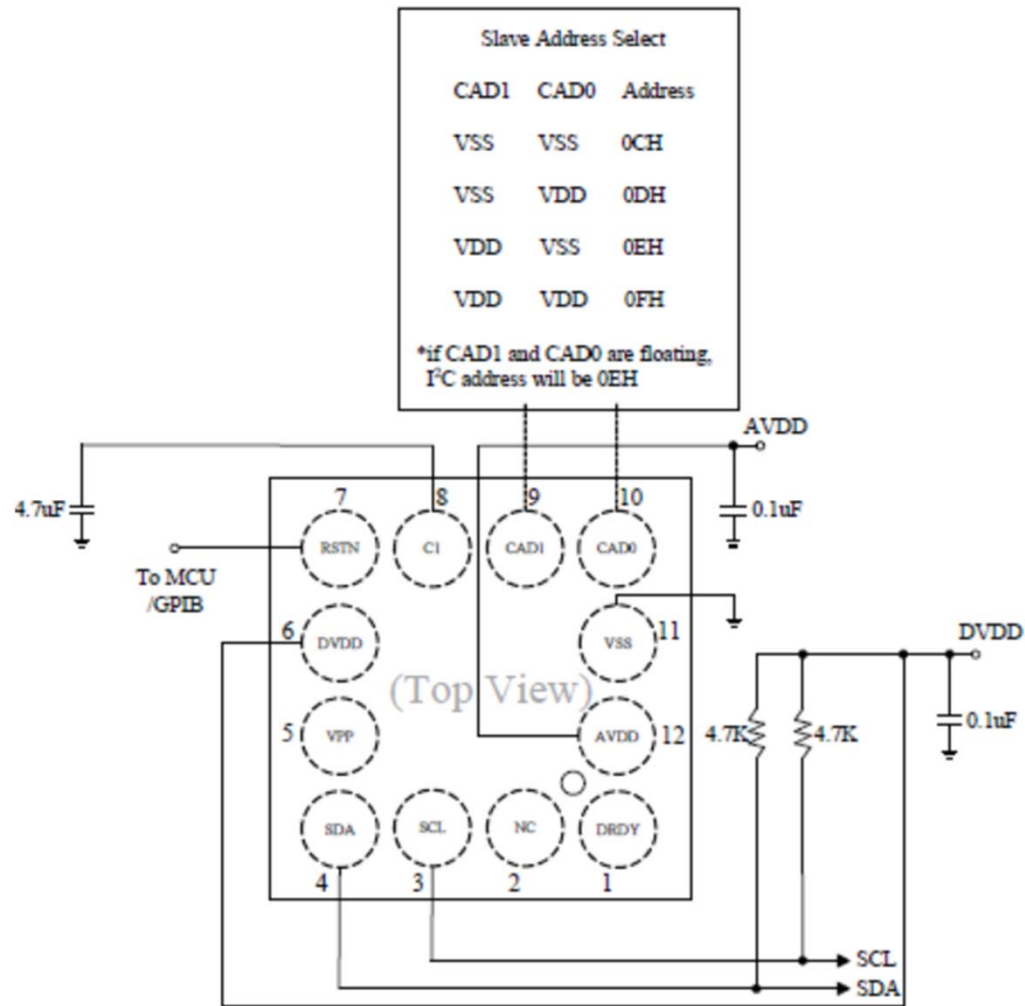 Slave Address Select
CAD1 CAD0 Address
VSS VSS 0CH
VSS VDD 0DH
VDD VSS 0EH
VDD VDD 0FH
*if CAD1 and CAD0 are floating,
I²C address will be 0EH
AVDD
4.7uF
7 8 9 10
0.1uF
RSTN C1 CAD1 CAD0
To MCU
/GPIB
6 DVDD VSS 11
DVDD
(Top View)
5 VPP AVDD 12
4.7K 4.7K
0.1uF
SDA SCL NC DRDY
4 3 2 1
SCL
SDA